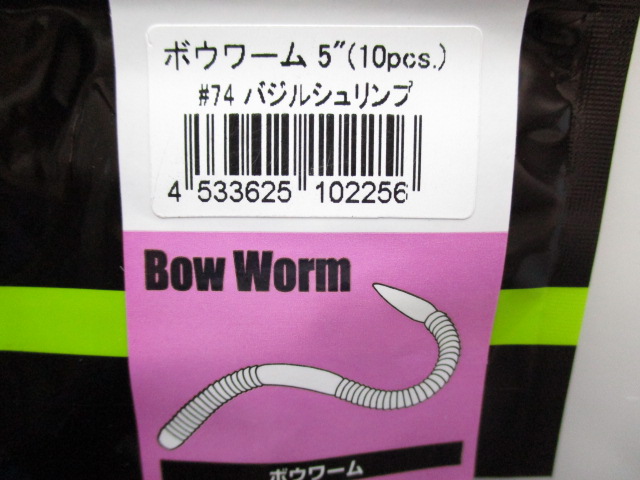 ボウワーム 5"(10pcs.)
#74 バジルシュリンプ
4 533625 102256
Bow Worm
ボウワーム